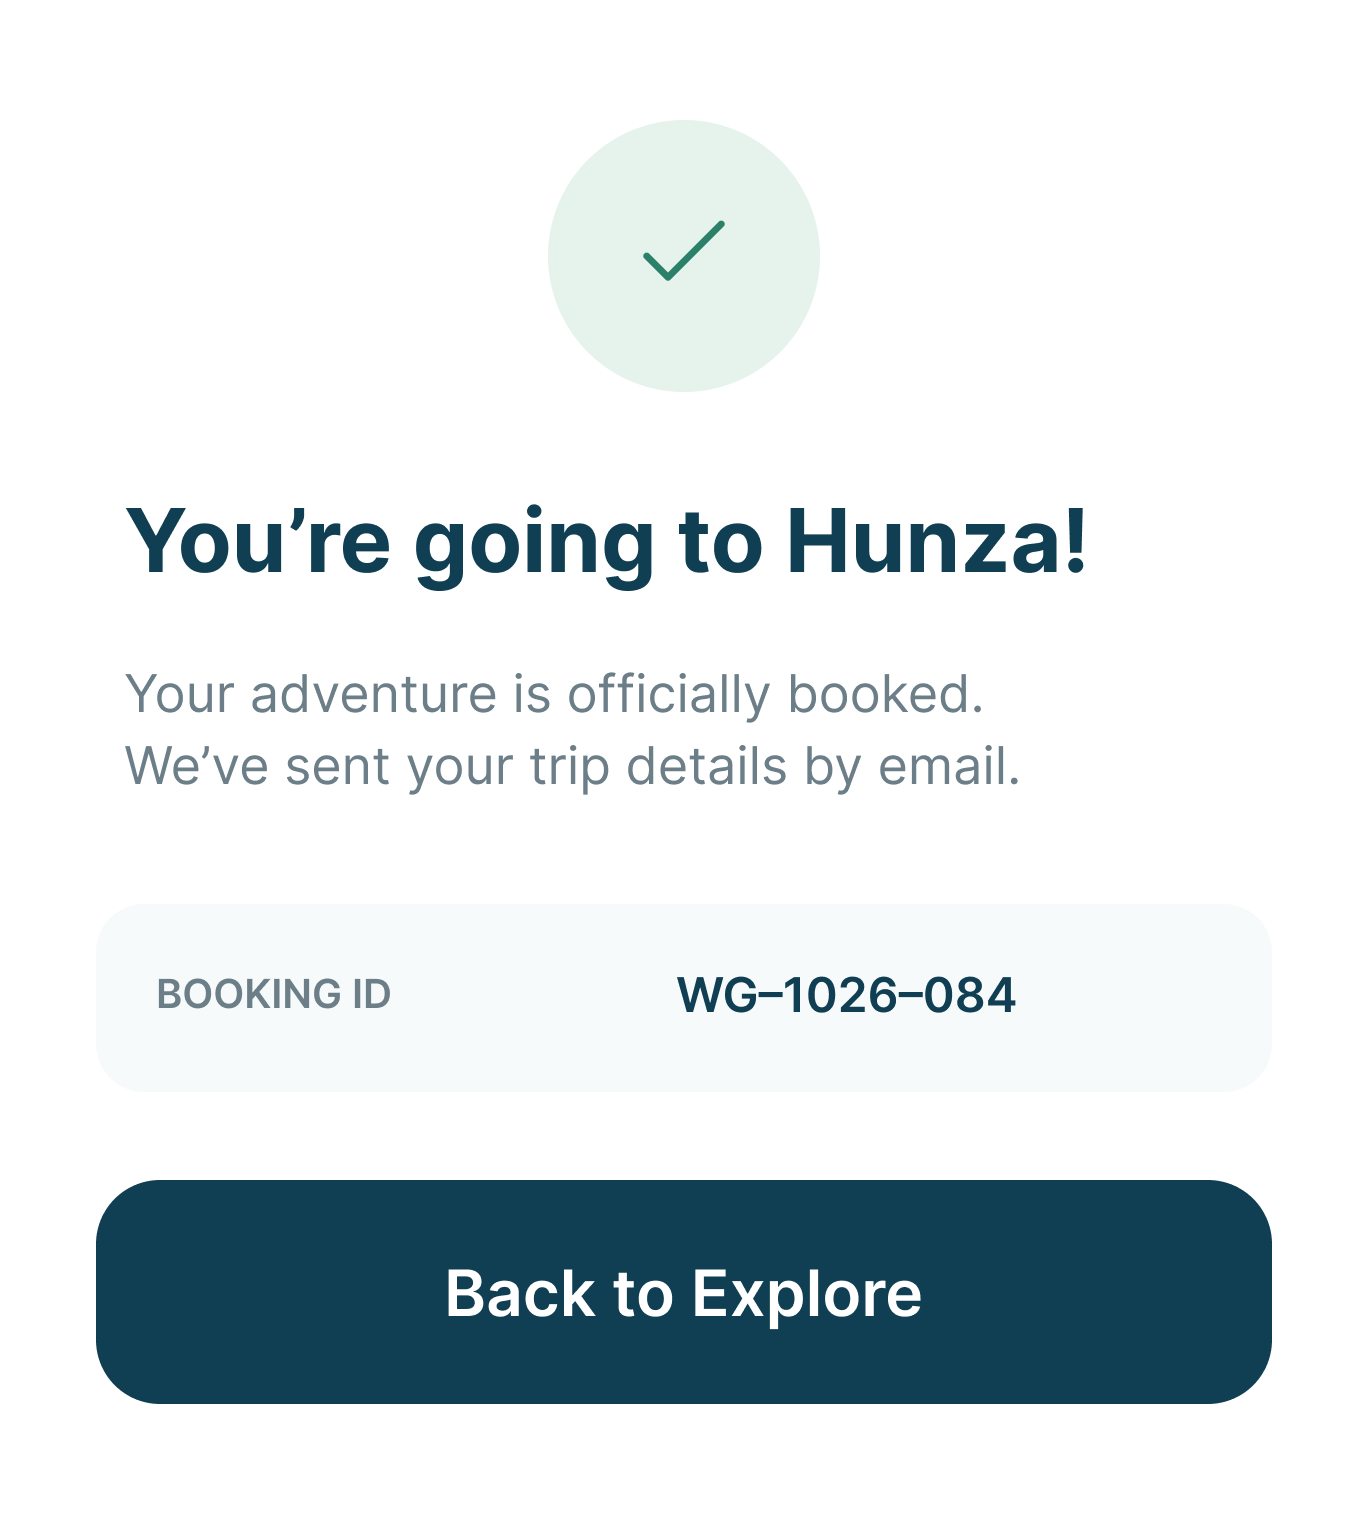 You’re going to Hunza!
Your adventure is officially booked.
We’ve sent your trip details by email.
BOOKING ID WG–1026–084
Back to Explore